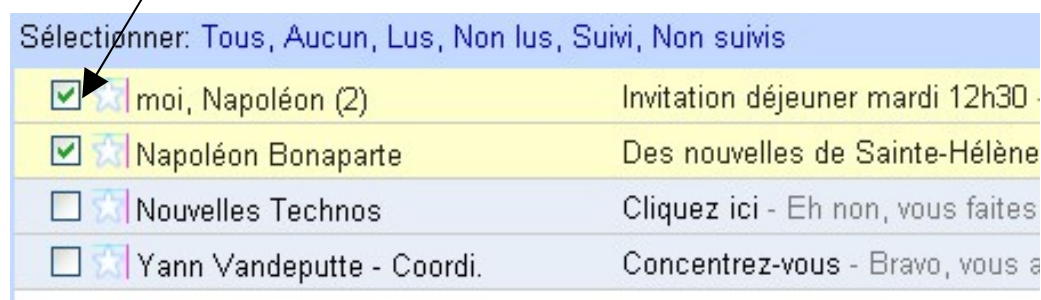 Sélectionner: Tous, Aucun, Lus, Non lus, Suivi, Non suivis
moi, Napoléon (2) Invitation déjeuner mardi 12h30 -
Napoléon Bonaparte Des nouvelles de Sainte-Hélène
Nouvelles Technos Cliquez ici - Eh non, vous faites
Yann Vandeputte - Coordi. Concentrez-vous - Bravo, vous a